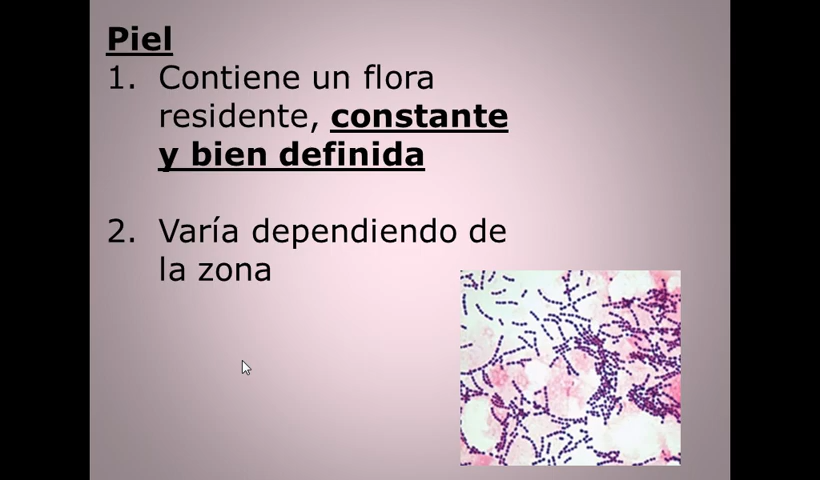 Piel
1. Contiene un flora
residente, constante
y bien definida
2. Varía dependiendo de
la zona